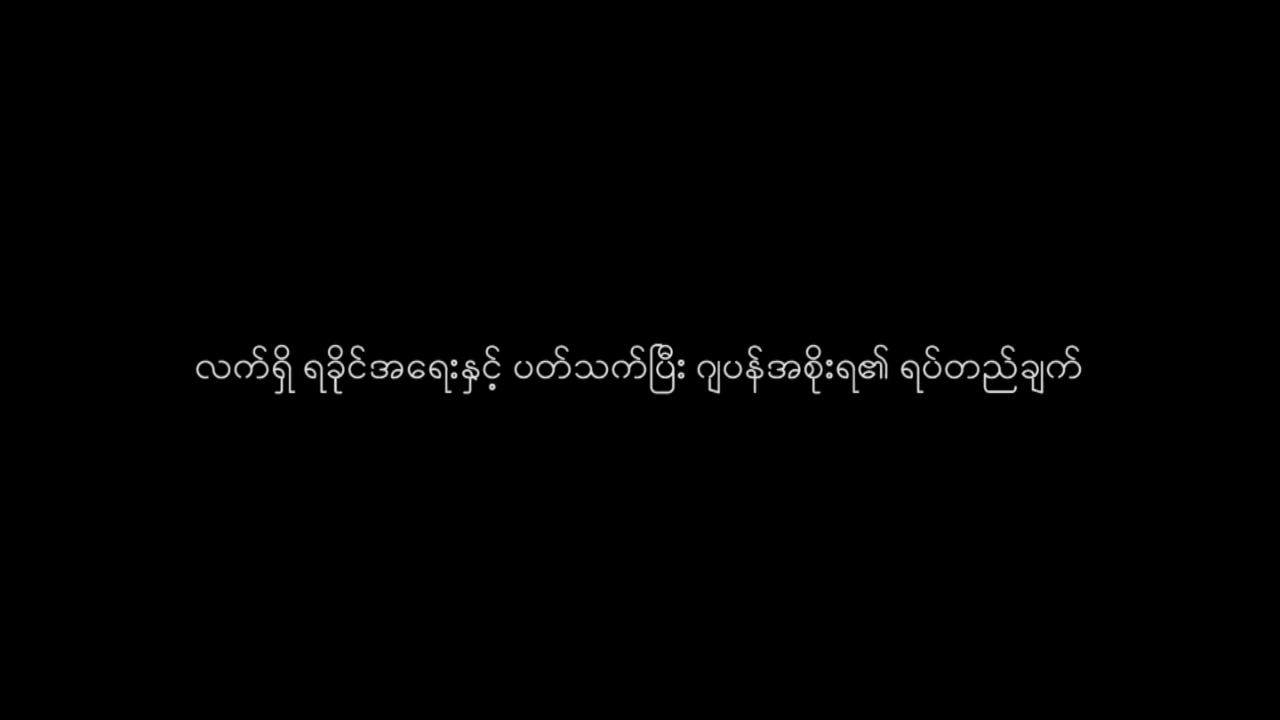 လက်ရှိ ရခိုင်အရေးနှင့် ပတ်သက်ပြီး ဂျပန်အစိုးရ၏ ရပ်တည်ချက်